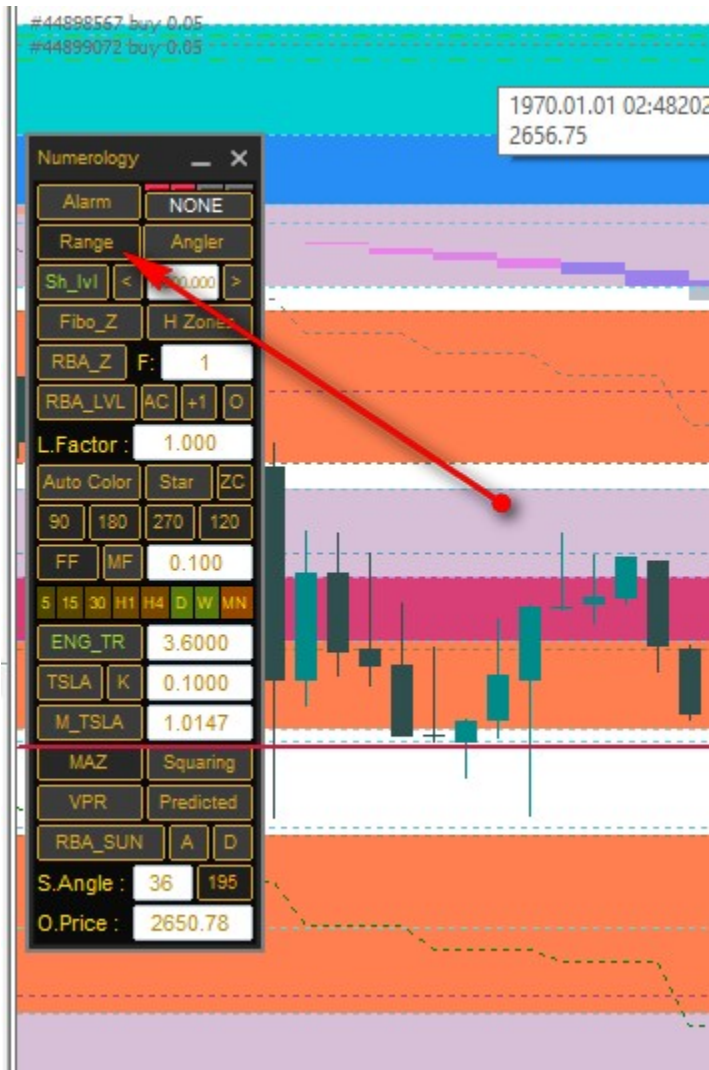 #44898567 buy 0.05
#44899072 buy 0.05
1970.01.01 02:48202
2656.75
Numerology
Alarm NONE
Range Angler
Sh_lvl < 00.000 >
Fibo_Z H Zones
RBA_Z F: 1
RBA_LVL AC +1 O
L.Factor : 1.000
Auto Color Star ZC
90 180 270 120
FF MF 0.100
5 15 30 H1 H4 D W MN
ENG_TR 3.6000
TSLA K 0.1000
M_TSLA 1.0147
MAZ Squaring
VPR Predicted
RBA_SUN A D
S.Angle : 36 195
O.Price : 2650.78